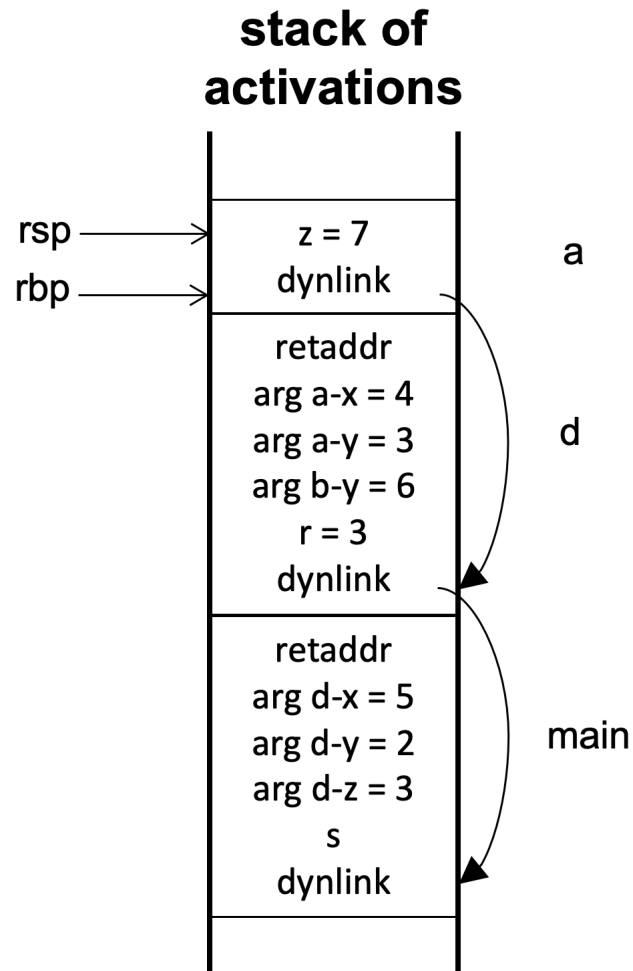 stack of
activations
rsp
z = 7
a
rbp
dynlink
retaddr
arg a-x = 4
arg a-y = 3
d
arg b-y = 6
r = 3
dynlink
retaddr
arg d-x = 5
arg d-y = 2
main
arg d-z = 3
s
dynlink